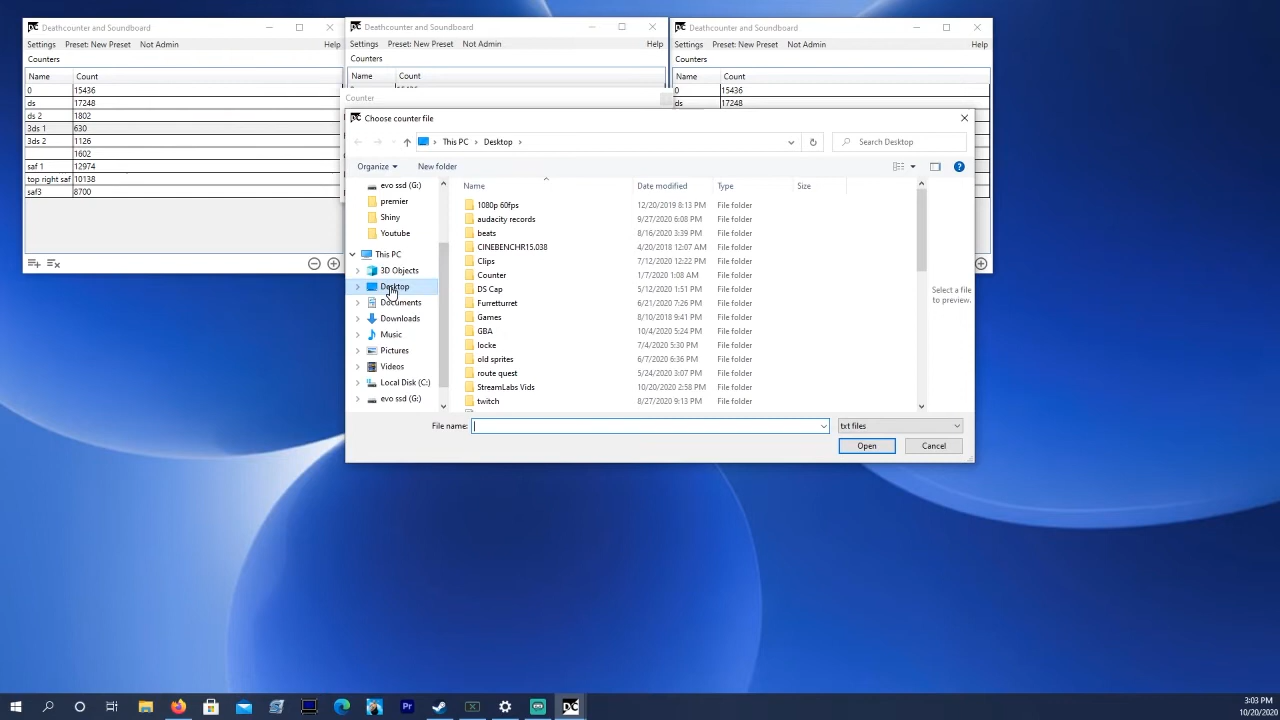 Deathcounter and Soundboard
Settings Preset: New Preset Not Admin Help
Counters
Name Count
0 15436
ds 17248
ds 2 1802
3ds 1 630
3ds 2 1126
1602
saf 1 12974
top right saf 10138
saf3 8700
Deathcounter and Soundboard
Settings Preset: New Preset Not Admin Help
Counters
Name Count
Deathcounter and Soundboard
Settings Preset: New Preset Not Admin Help
Counters
Name Count
0 15436
ds 17248
Counter
Choose counter file
This PC Desktop
Search Desktop
Organize New folder
evo ssd (G:)
premier
Shiny
Youtube
This PC
3D Objects
Desktop
Documents
Downloads
Music
Pictures
Videos
Local Disk (C:)
evo ssd (G:)
Name Date modified Type Size
1080p 60fps 12/20/2019 8:13 PM File folder
audacity records 9/27/2020 6:08 PM File folder
beats 8/16/2020 3:39 PM File folder
CINEBENCHR15.038 4/20/2018 12:07 AM File folder
Clips 7/12/2020 12:22 PM File folder
Counter 1/7/2020 1:08 AM File folder
DS Cap 5/12/2020 1:51 PM File folder
Furretturret 6/21/2020 7:26 PM File folder
Games 8/10/2018 9:41 PM File folder
GBA 10/4/2020 5:24 PM File folder
locke 7/4/2020 5:30 PM File folder
old sprites 6/7/2020 6:36 PM File folder
route quest 5/24/2020 3:07 PM File folder
StreamLabs Vids 10/20/2020 2:58 PM File folder
twitch 8/27/2020 9:13 PM File folder
Select a file
to preview.
File name: txt files
Open Cancel
3:03 PM
10/20/2020